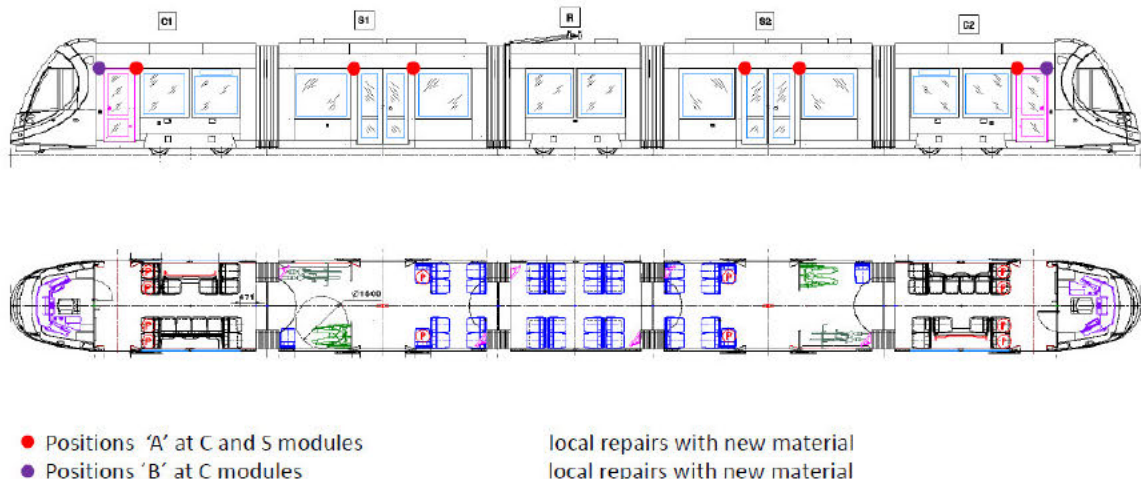 C1 S1 R S2 C2
P P P P
471 Ø1600
P P P P
● Positions 'A' at C and S modules local repairs with new material
● Positions 'B' at C modules local repairs with new material